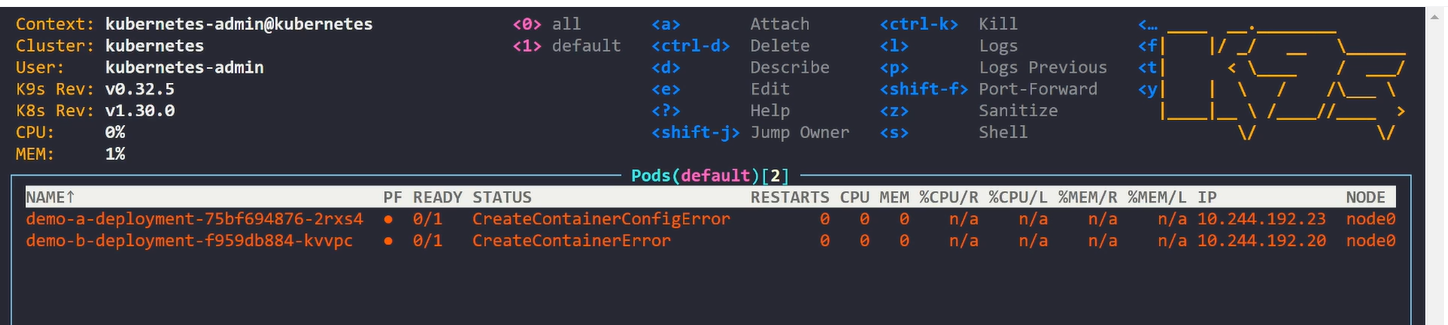 Context: kubernetes-admin@kubernetes <0> all <a> Attach <ctrl-k> Kill <…
Cluster: kubernetes <1> default <ctrl-d> Delete <l> Logs <f
User: kubernetes-admin <d> Describe <p> Logs Previous <t
K9s Rev: v0.32.5 <e> Edit <shift-f> Port-Forward <y
K8s Rev: v1.30.0 <?> Help <z> Sanitize
CPU: 0% <shift-j> Jump Owner <s> Shell
MEM: 1%
Pods(default)[2]
NAME↑ PF READY STATUS RESTARTS CPU MEM %CPU/R %CPU/L %MEM/R %MEM/L IP NODE
demo-a-deployment-75bf694876-2rxs4 ● 0/1 CreateContainerConfigError 0 0 0 n/a n/a n/a n/a 10.244.192.23 node0
demo-b-deployment-f959db884-kvvpc ● 0/1 CreateContainerError 0 0 0 n/a n/a n/a n/a 10.244.192.20 node0